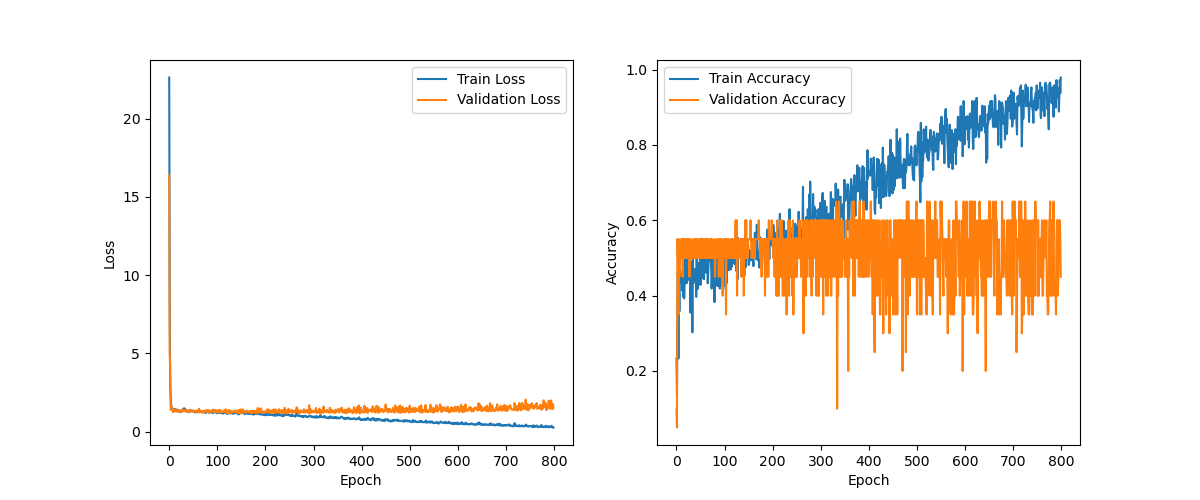 Train Loss
Validation Loss
20
15
10
5
0
Loss
0 100 200 300 400 500 600 700 800
Epoch
Train Accuracy
Validation Accuracy
1.0
0.8
0.6
0.4
0.2
Accuracy
0 100 200 300 400 500 600 700 800
Epoch